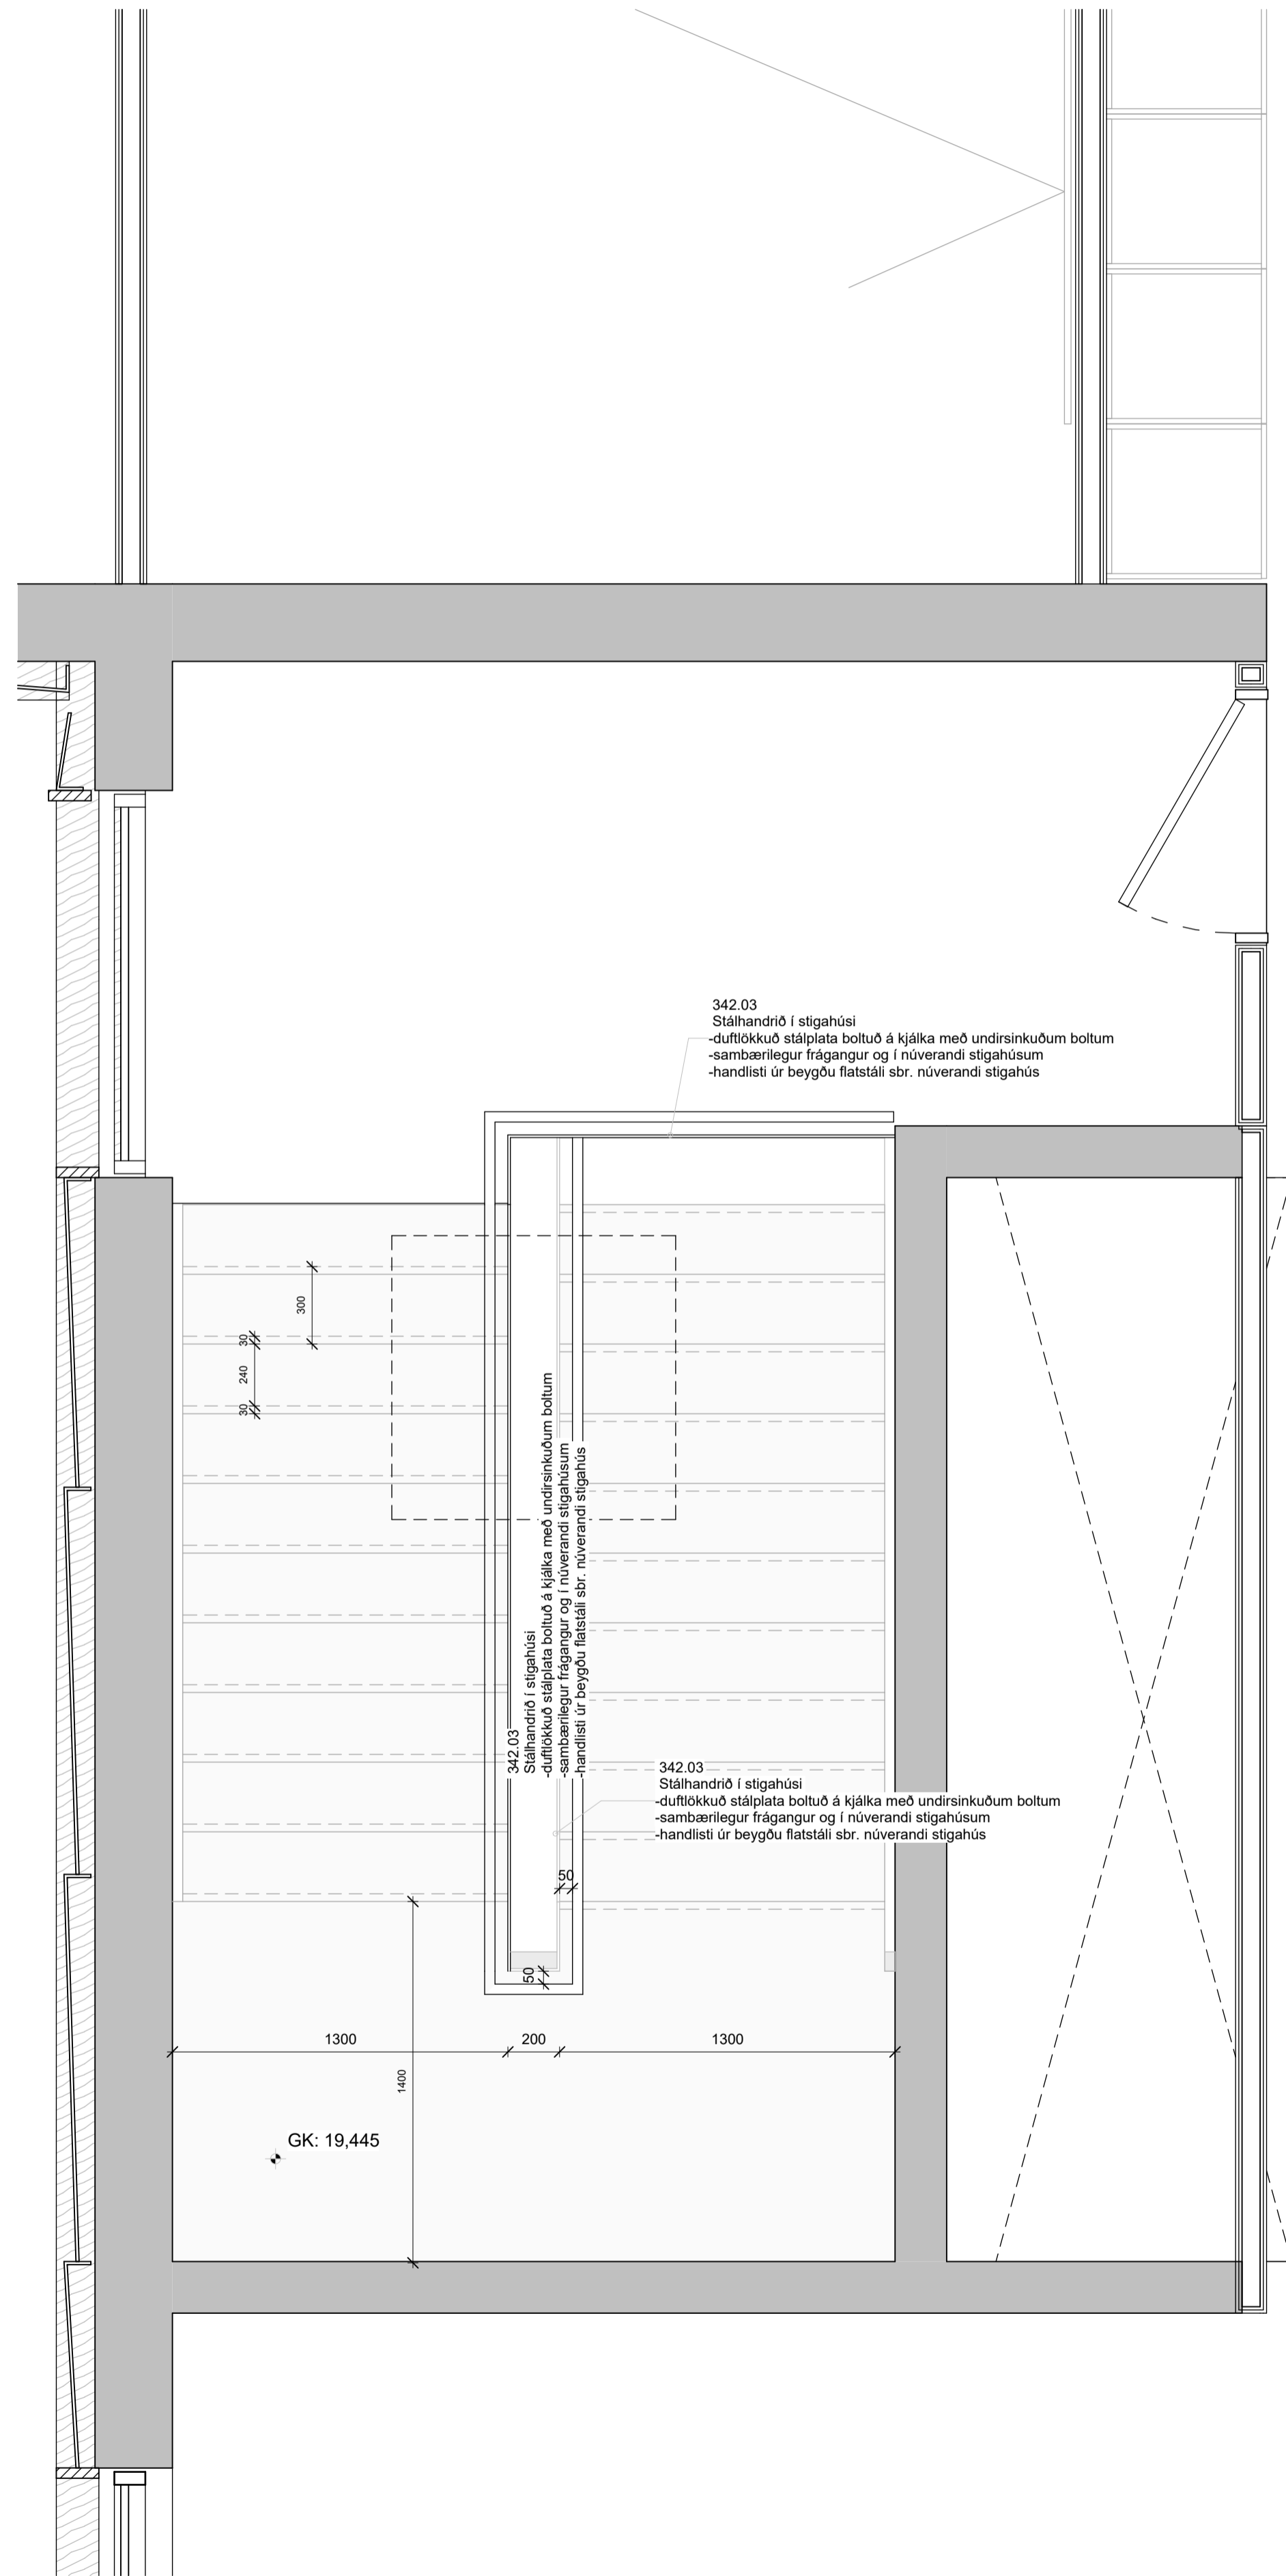 342.03
Stálhandrið í stigahúsi
-duftlökkuð stálplata boltuð á kjálka með undirsinkuðum boltum
-sambærilegur frágangur og í núverandi stigahúsum
-handlisti úr beygðu flatstáli sbr. núverandi stigahús
300
30
240
30
342.03
Stálhandrið í stigahúsi
-duftlökkuð stálplata boltuð á kjálka með undirsinkuðum boltum
-sambærilegur frágangur og í núverandi stigahúsum
-handlisti úr beygðu flatstáli sbr. núverandi stigahús
342.03
Stálhandrið í stigahúsi
-duftlökkuð stálplata boltuð á kjálka með undirsinkuðum boltum
-sambærilegur frágangur og í núverandi stigahúsum
-handlisti úr beygðu flatstáli sbr. núverandi stigahús
50
50
1300
200
1300
1400
GK: 19,445